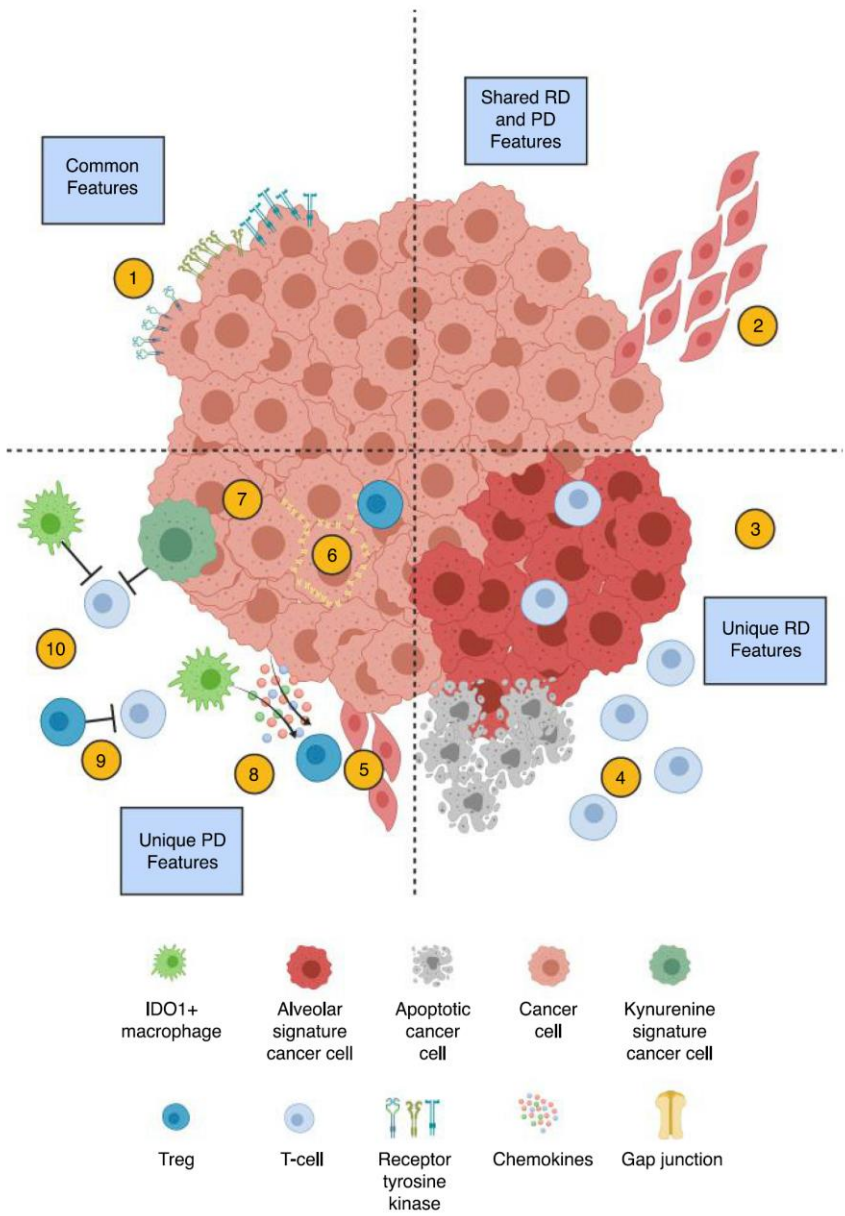 Shared RD
and PD
Features
Common
Features
1
2
3
4
5
6
7
8
9
10
Unique RD
Features
Unique PD
Features
IDO1+
macrophage
Alveolar
signature
cancer cell
Apoptotic
cancer
cell
Cancer
cell
Kynurenine
signature
cancer cell
Treg
T-cell
Receptor
tyrosine
kinase
Chemokines
Gap junction